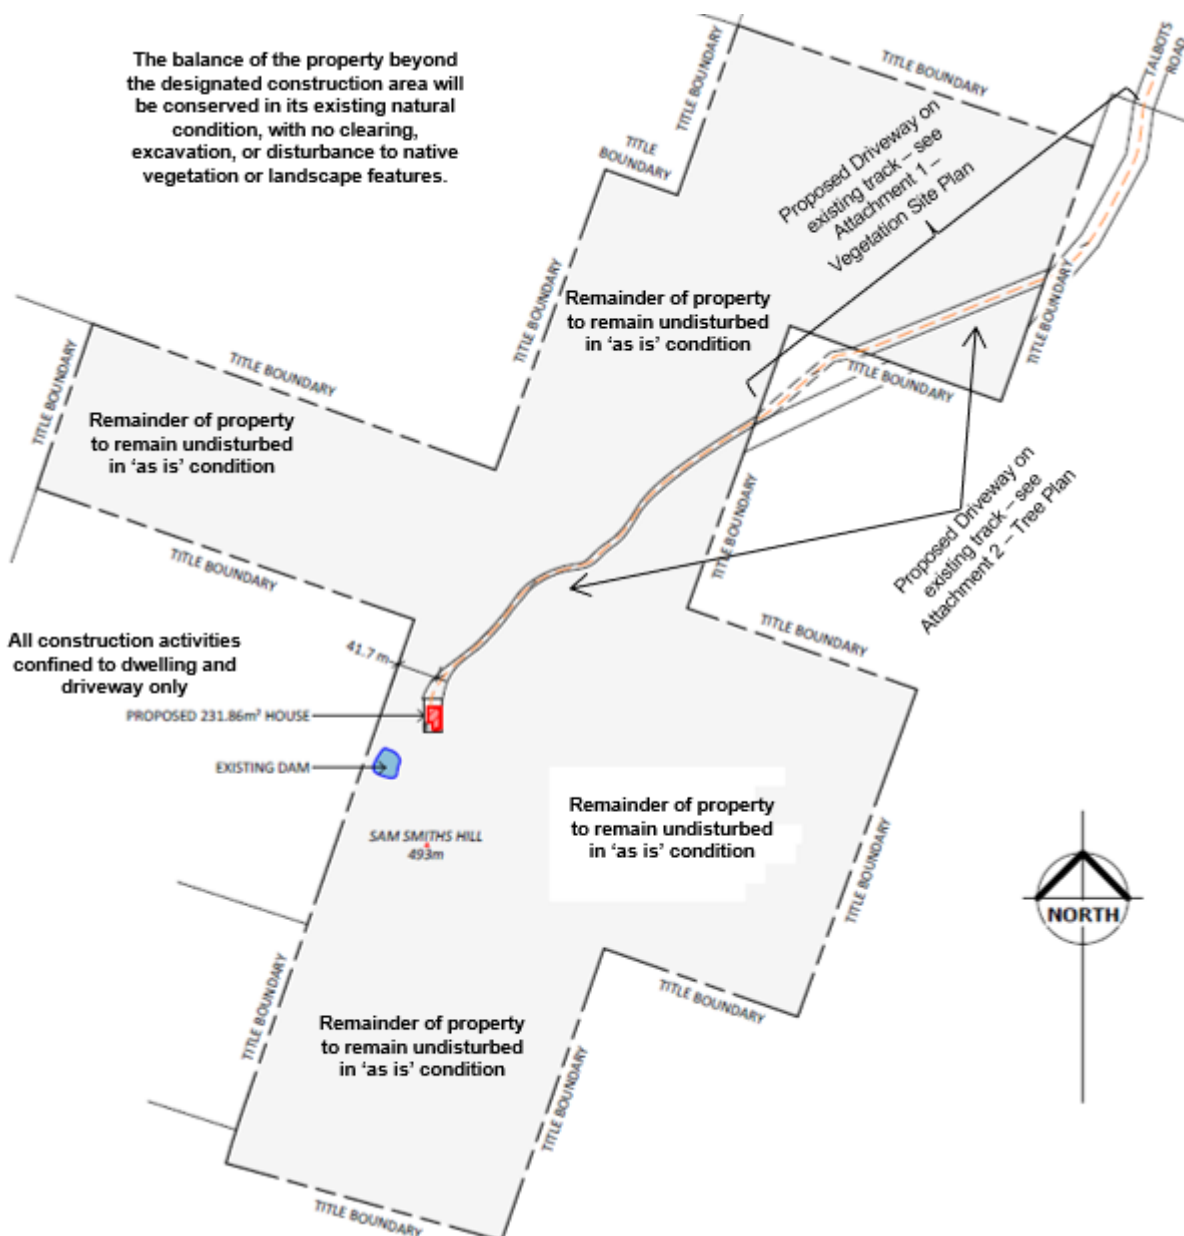 The balance of the property beyond
the designated construction area will
be conserved in its existing natural
condition, with no clearing,
excavation, or disturbance to native
vegetation or landscape features.
TITLE BOUNDARY
TITLE BOUNDARY
TALBOTS
ROAD
TITLE
BOUNDARY
Proposed Driveway on
existing track – see
Attachment 1 –
Vegetation Site Plan
TITLE BOUNDARY
Remainder of property
to remain undisturbed
in ‘as is’ condition
TITLE BOUNDARY
TITLE BOUNDARY
TITLE BOUNDARY
TITLE BOUNDARY
Remainder of property
to remain undisturbed
in ‘as is’ condition
Proposed Driveway on
existing track – see
Attachment 2 – Tree Plan
TITLE BOUNDARY
TITLE BOUNDARY
TITLE BOUNDARY
All construction activities
confined to dwelling and
driveway only
41.7 m
PROPOSED 231.86m² HOUSE
EXISTING DAM
SAM SMITHS HILL
493m
Remainder of property
to remain undisturbed
in ‘as is’ condition
TITLE BOUNDARY
NORTH
TITLE BOUNDARY
TITLE BOUNDARY
Remainder of property
to remain undisturbed
in ‘as is’ condition
TITLE BOUNDARY
TITLE BOUNDARY